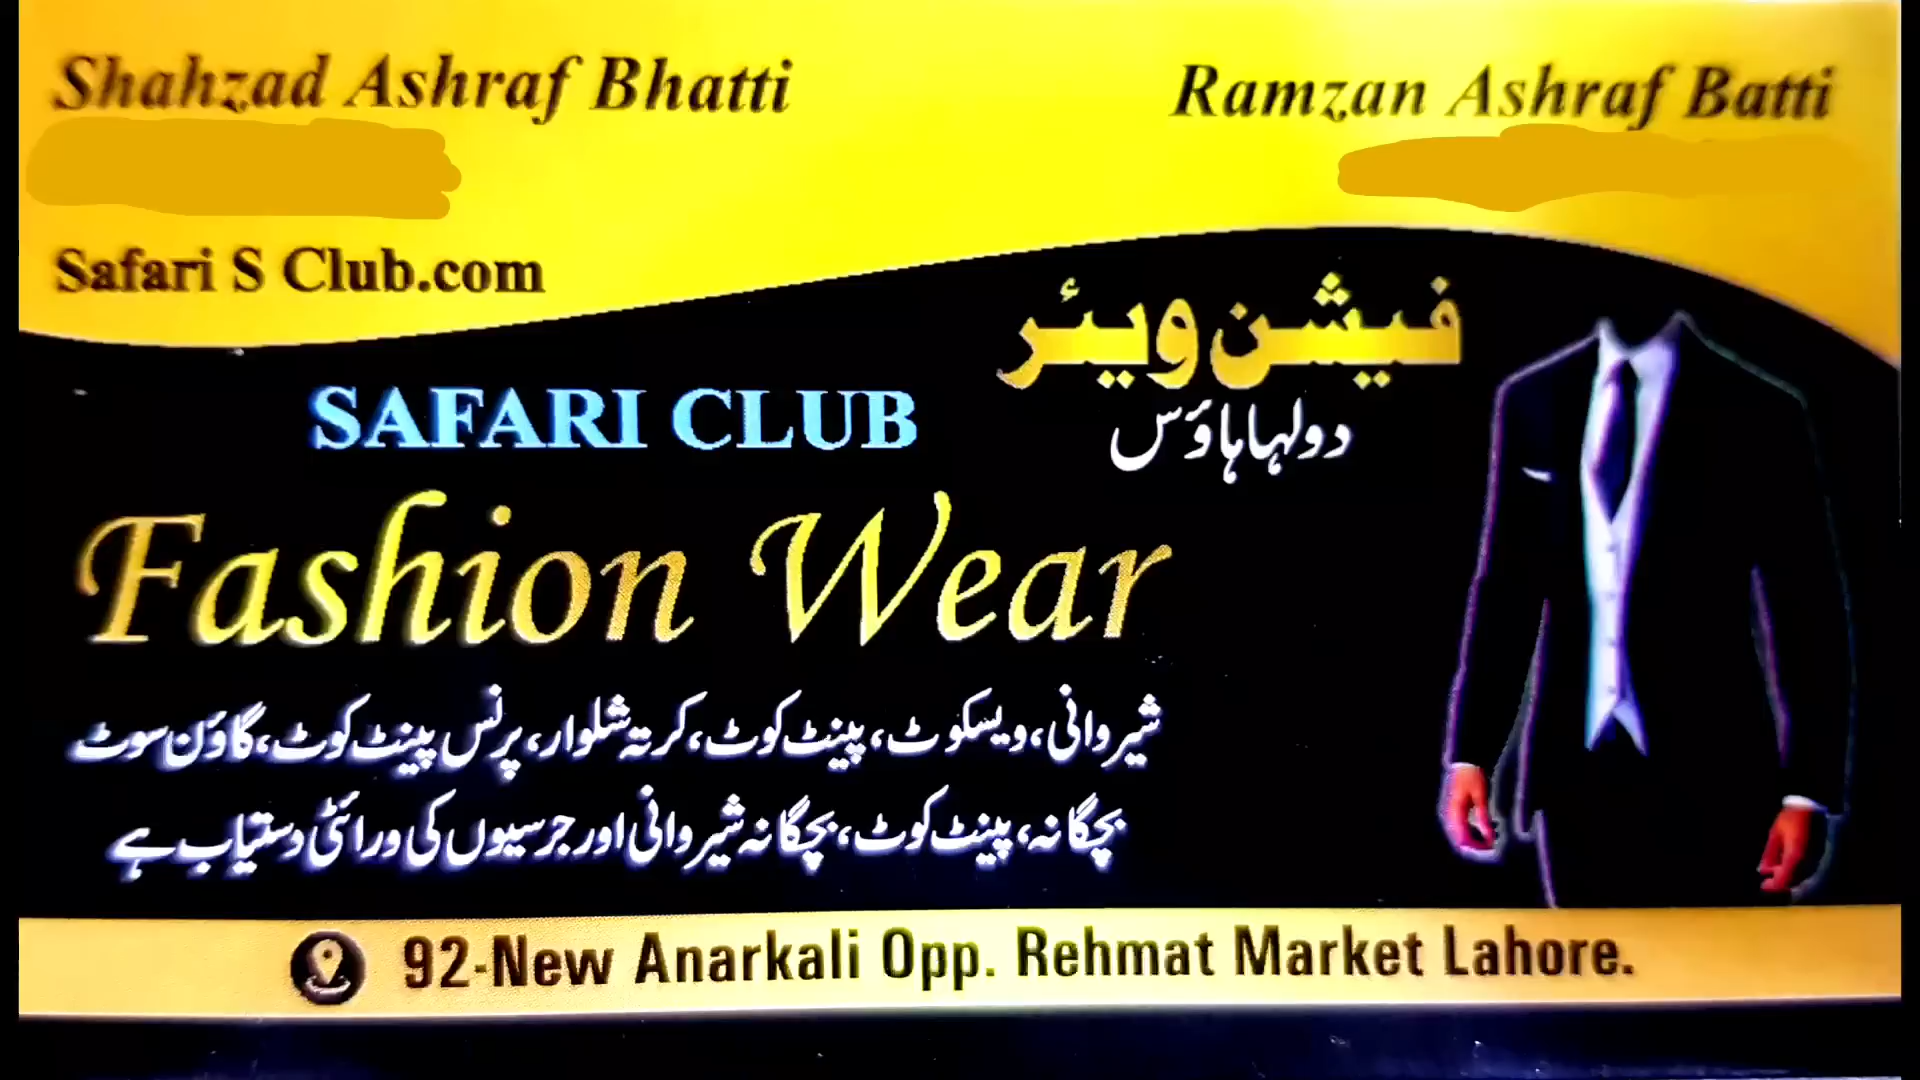 Shahzad Ashraf Bhatti
Ramzan Ashraf Batti
Safari S Club.com
فیشن ویئر
دولہا ہاؤس
SAFARI CLUB
Fashion Wear
شیروانی، ویسکوٹ، پینٹ کوٹ، کرتہ شلوار، پرنس پینٹ کوٹ، گاؤن سوٹ
بچگانہ، پینٹ کوٹ، بچگانہ شیروانی اور جرسیوں کی ورائٹی دستیاب ہے
92-New Anarkali Opp. Rehmat Market Lahore.